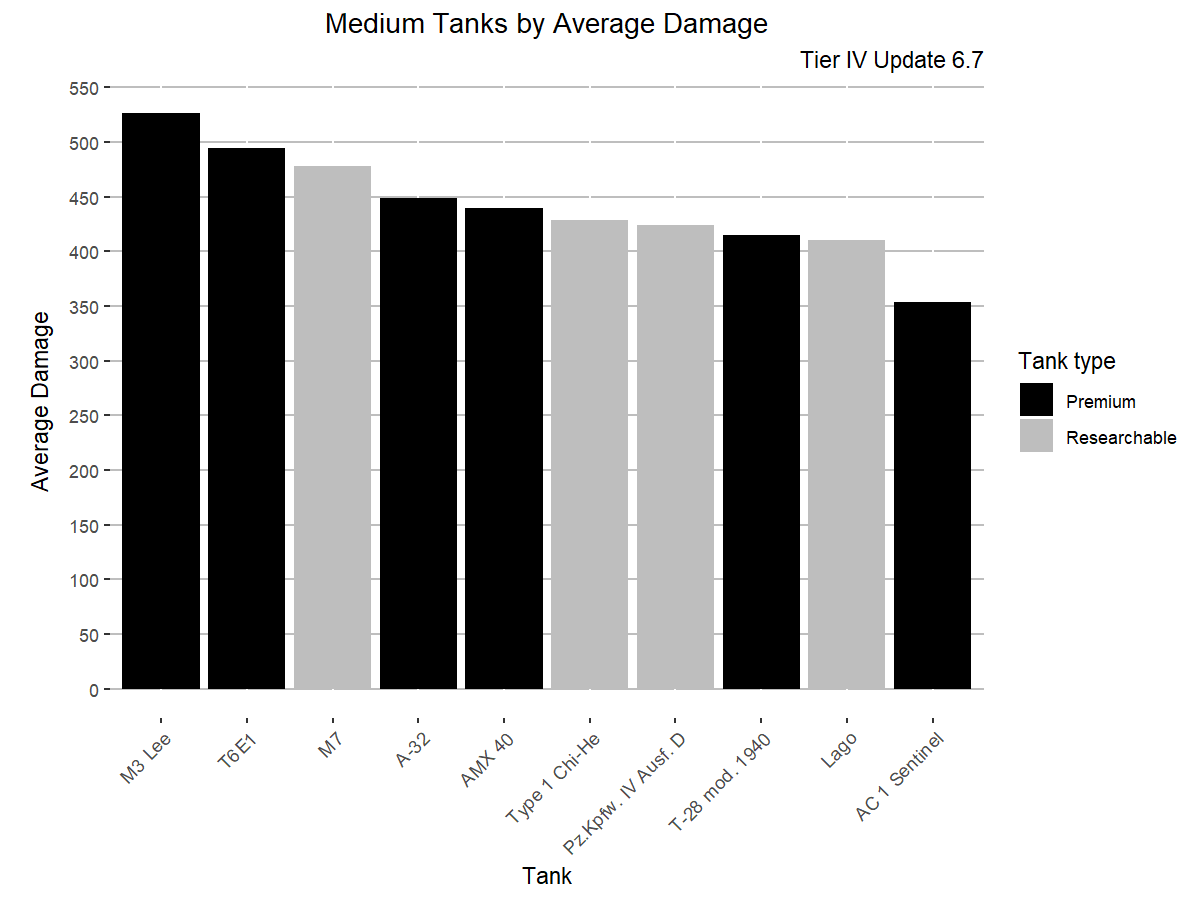 Medium Tanks by Average Damage
Tier IV Update 6.7
Average Damage
550
500
450
400
350
300
250
200
150
100
50
0
M3 Lee
T6E1
M7
A-32
AMX 40
Type 1 Chi-He
Pz.Kpfw. IV Ausf. D
T-28 mod. 1940
Lago
AC 1 Sentinel
Tank
Tank type
Premium
Researchable